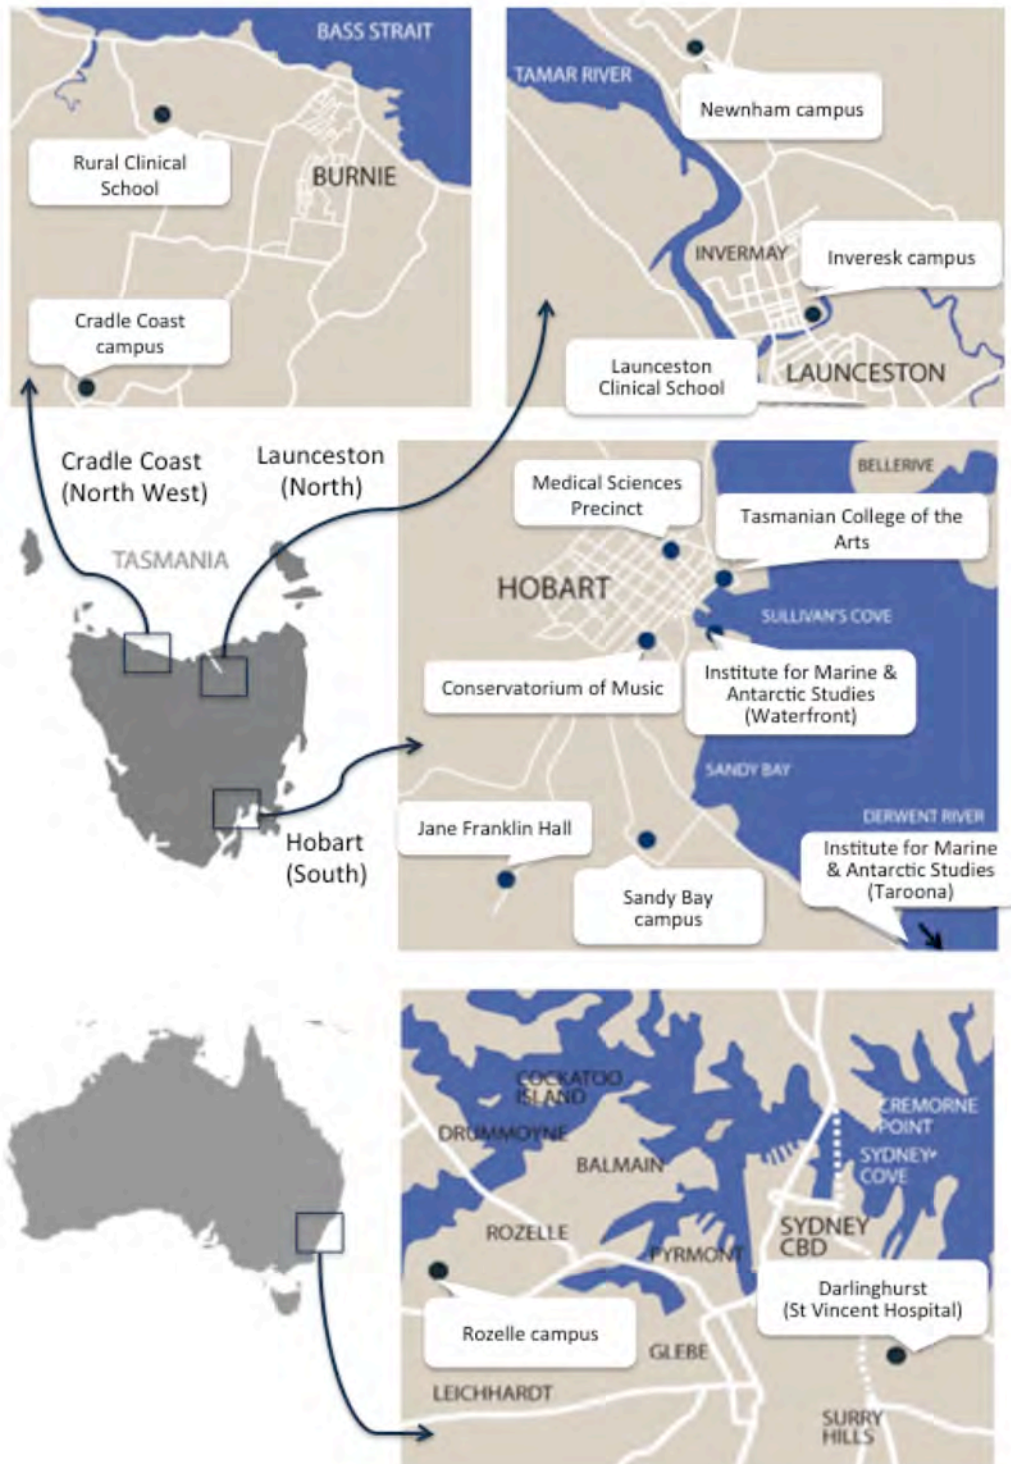 BASS STRAIT
Rural Clinical
School
BURNIE
Cradle Coast
campus
TAMAR RIVER
Newnham campus
INVERMAY
Inveresk campus
Launceston
Clinical School
LAUNCESTON
Cradle Coast
(North West)
Launceston
(North)
TASMANIA
Hobart
(South)
BELLERIVE
Medical Sciences
Precinct
Tasmanian College of the
Arts
HOBART
SULLIVAN'S COVE
Conservatorium of Music
Institute for Marine &
Antarctic Studies
(Waterfront)
SANDY BAY
DERWENT RIVER
Jane Franklin Hall
Sandy Bay
campus
Institute for Marine
& Antarctic Studies
(Taroona)
COCKATOO
ISLAND
DRUMMOYNE
BALMAIN
CREMORNE
POINT
SYDNEY
COVE
ROZELLE
PYRMONT
SYDNEY
CBD
Rozelle campus
Darlinghurst
(St Vincent Hospital)
GLEBE
LEICHHARDT
SURRY
HILLS